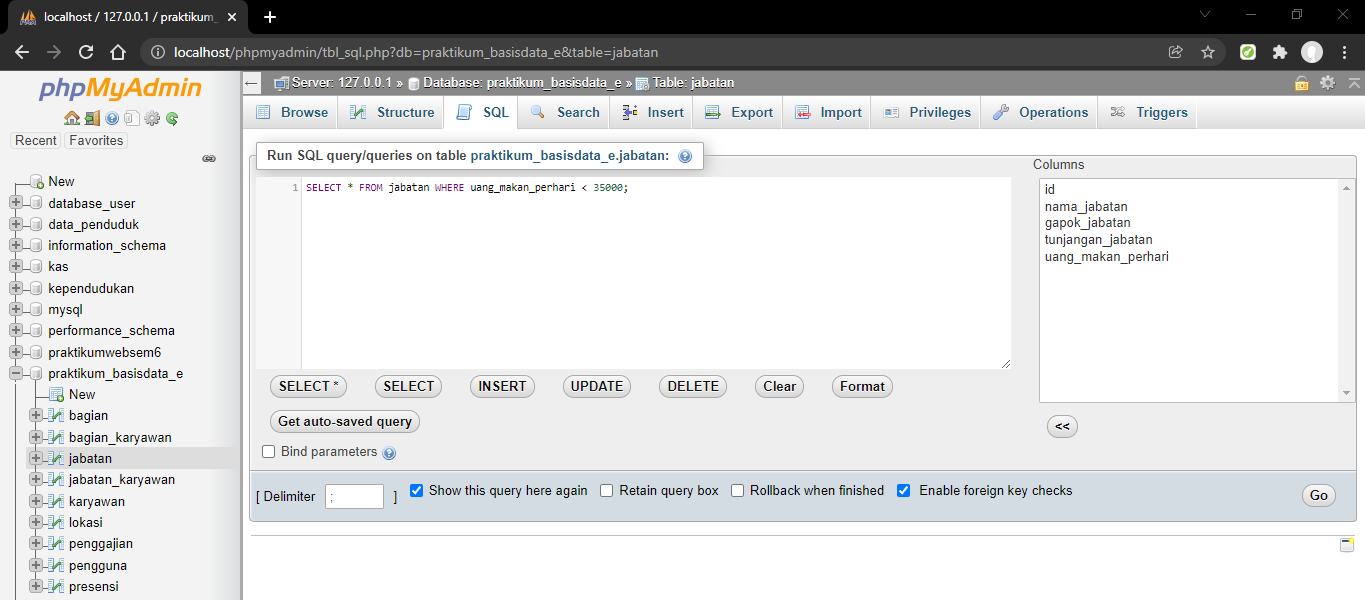 localhost / 127.0.0.1 / praktikum_
localhost/phpmyadmin/tbl_sql.php?db=praktikum_basisdata_e&table=jabatan
phpMyAdmin
Recent Favorites
New
database_user
data_penduduk
information_schema
kas
kependudukan
mysql
performance_schema
praktikumwebsem6
praktikum_basisdata_e
New
bagian
bagian_karyawan
jabatan
jabatan_karyawan
karyawan
lokasi
penggajian
pengguna
presensi
Server: 127.0.0.1 » Database: praktikum_basisdata_e » Table: jabatan
Browse Structure SQL Search Insert Export Import Privileges Operations Triggers
Run SQL query/queries on table praktikum_basisdata_e.jabatan:
1 SELECT * FROM jabatan WHERE uang_makan_perhari < 35000;
SELECT * SELECT INSERT UPDATE DELETE Clear Format
Get auto-saved query
Bind parameters
Columns
id
nama_jabatan
gapok_jabatan
tunjangan_jabatan
uang_makan_perhari
<<
[ Delimiter ; ] Show this query here again Retain query box Rollback when finished Enable foreign key checks Go